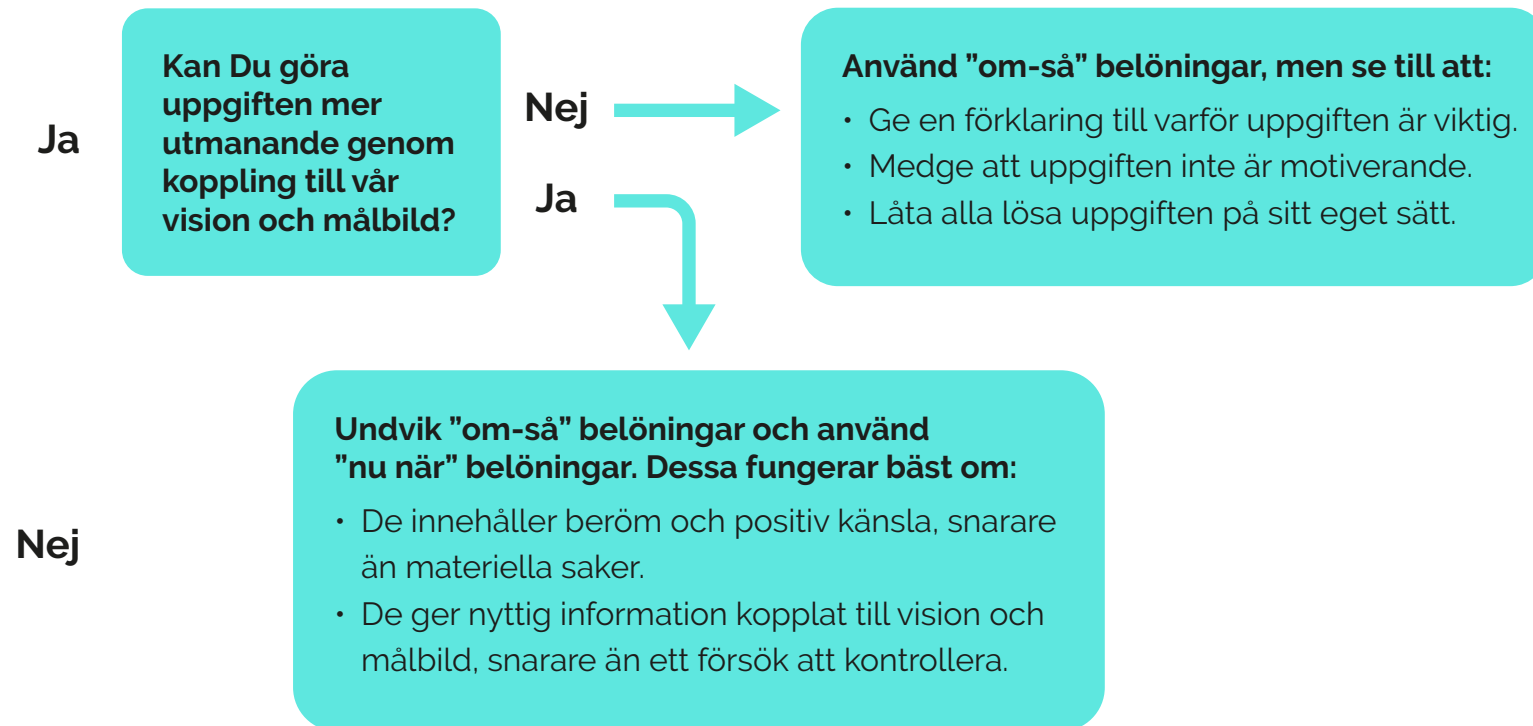 Ja
Kan Du göra
uppgiften mer
utmanande genom
koppling till vår
vision och målbild?
Nej
Ja
Använd ”om-så” belöningar, men se till att:
• Ge en förklaring till varför uppgiften är viktig.
• Medge att uppgiften inte är motiverande.
• Låta alla lösa uppgiften på sitt eget sätt.
Nej
Undvik ”om-så” belöningar och använd
”nu när” belöningar. Dessa fungerar bäst om:
• De innehåller beröm och positiv känsla, snarare
än materiella saker.
• De ger nyttig information kopplat till vision och
målbild, snarare än ett försök att kontrollera.